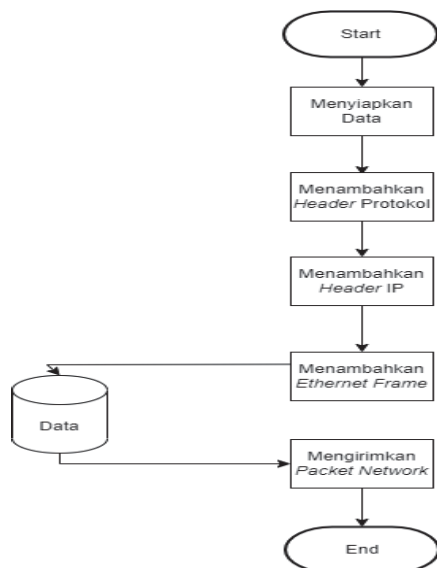 Start
Menyiapkan
Data
Menambahkan
Header Protokol
Menambahkan
Header IP
Menambahkan
Ethernet Frame
Data
Mengirimkan
Packet Network
End